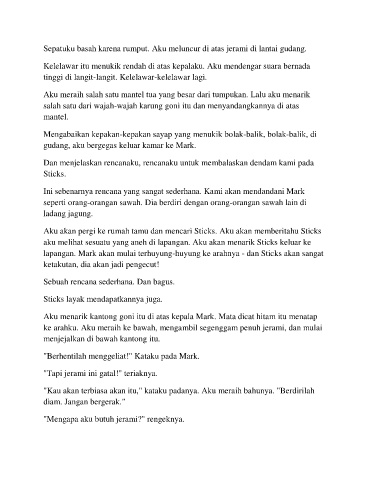 Sepatuku basah karena rumput. Aku meluncur di atas jerami di lantai gudang.
Kelelawar itu menukik rendah di atas kepalaku. Aku mendengar suara bernada
tinggi di langit-langit. Kelelawar-kelelawar lagi.
Aku meraih salah satu mantel tua yang besar dari tumpukan. Lalu aku menarik
salah satu dari wajah-wajah karung goni itu dan menyandangkannya di atas
mantel.
Mengabaikan kepakan-kepakan sayap yang menukik bolak-balik, bolak-balik, di
gudang, aku bergegas keluar kamar ke Mark.
Dan menjelaskan rencanaku, rencanaku untuk membalaskan dendam kami pada
Sticks.
Ini sebenarnya rencana yang sangat sederhana. Kami akan mendandani Mark
seperti orang-orangan sawah. Dia berdiri dengan orang-orangan sawah lain di
ladang jagung.
Aku akan pergi ke rumah tamu dan mencari Sticks. Aku akan memberitahu Sticks
aku melihat sesuatu yang aneh di lapangan. Aku akan menarik Sticks keluar ke
lapangan. Mark akan mulai terhuyung-huyung ke arahnya - dan Sticks akan sangat
ketakutan, dia akan jadi pengecut!
Sebuah rencana sederhana. Dan bagus.
Sticks layak mendapatkannya juga.
Aku menarik kantong goni itu di atas kepala Mark. Mata dicat hitam itu menatap
ke arahku. Aku meraih ke bawah, mengambil segenggam penuh jerami, dan mulai
menjejalkan di bawah kantong itu.
"Berhentilah menggeliat!" Kataku pada Mark.
"Tapi jerami ini gatal!" teriaknya.
"Kau akan terbiasa akan itu," kataku padanya. Aku meraih bahunya. "Berdirilah
diam. Jangan bergerak."
"Mengapa aku butuh jerami?" rengeknya.